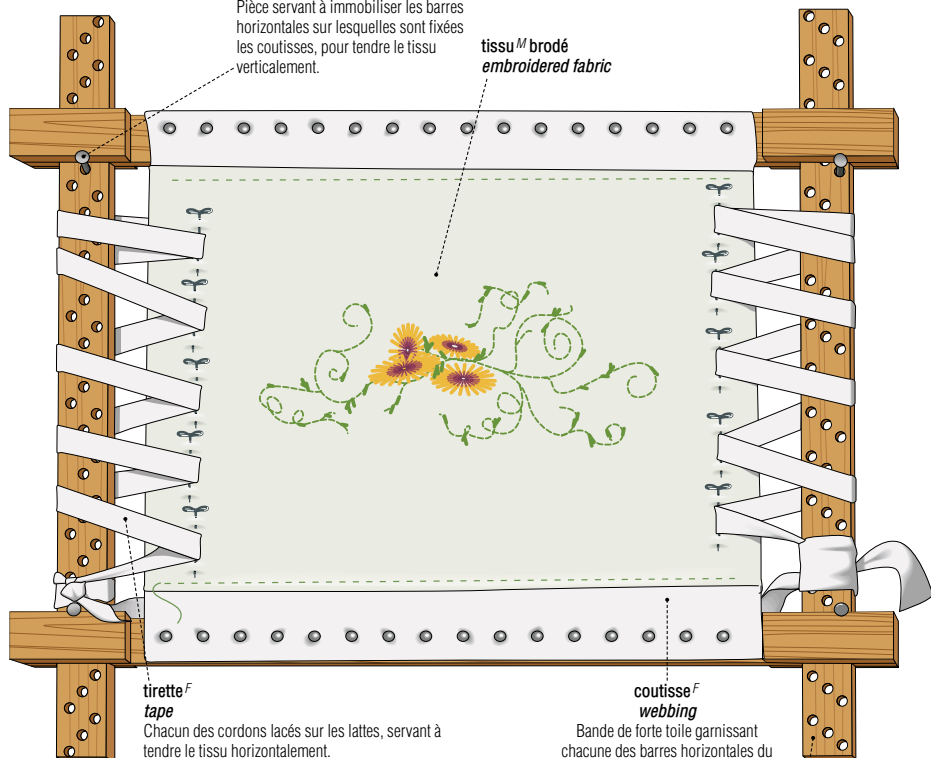 Pièce servant à immobiliser les barres
horizontales sur lesquelles sont fixées
les coutisses, pour tendre le tissu
verticalement.
tissu M brodé
embroidered fabric
tirette F
tape
Chacun des cordons lacés sur les lattes, servant à
tendre le tissu horizontalement.
coutisse F
webbing
Bande de forte toile garnissant
chacune des barres horizontales du